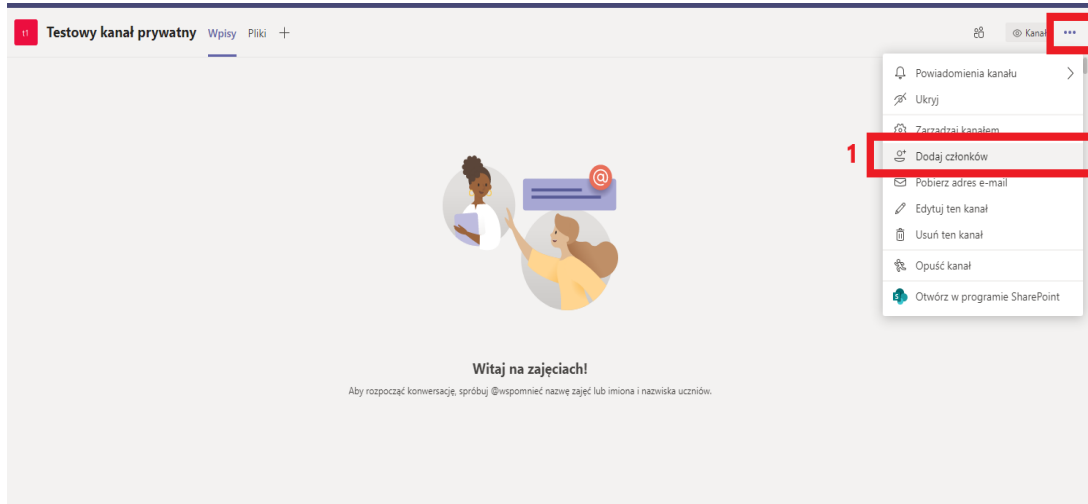 t1 Testowy kanał prywatny Wpisy Pliki + Kanał ...
Powiadomienia kanału
Ukryj
Zarządzaj kanałem
1 Dodaj członków
Pobierz adres e-mail
Edytuj ten kanał
Usuń ten kanał
Opuść kanał
Otwórz w programie SharePoint
@
Witaj na zajęciach!
Aby rozpocząć konwersację, spróbuj @wspomnieć nazwę zajęć lub imiona i nazwiska uczniów.